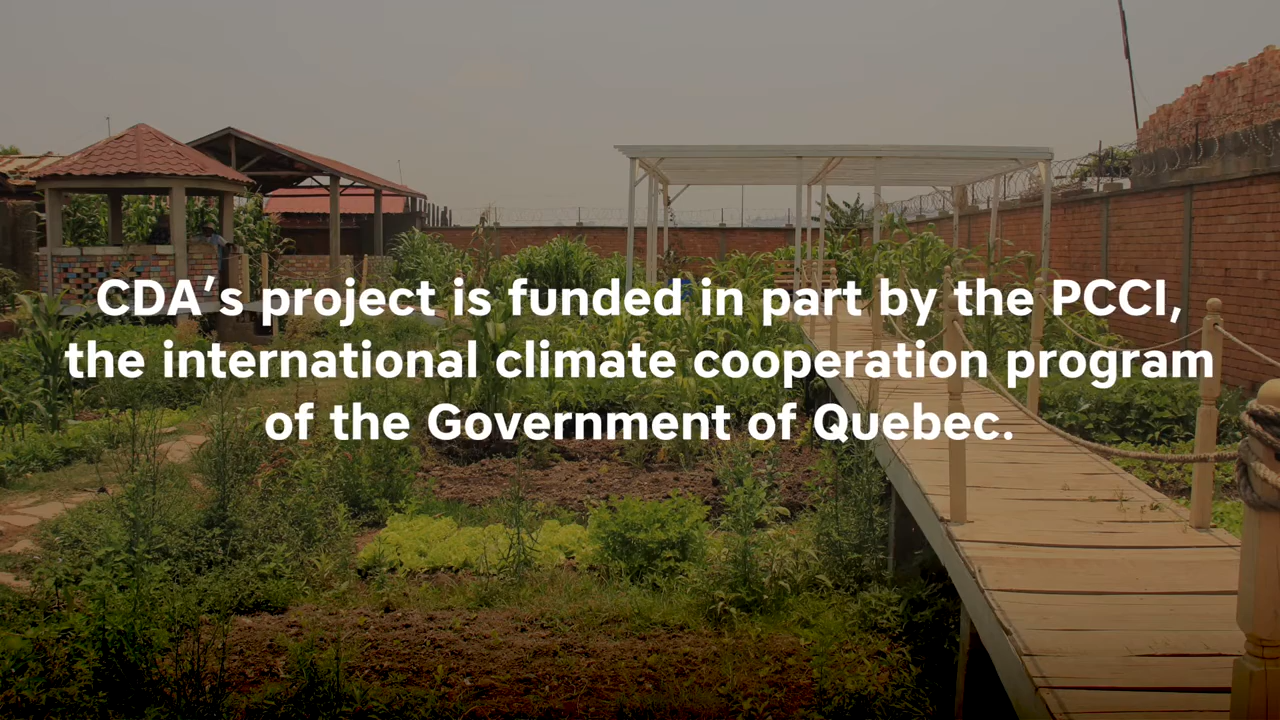 CDA’s project is funded in part by the PCCI,
the international climate cooperation program
of the Government of Quebec.